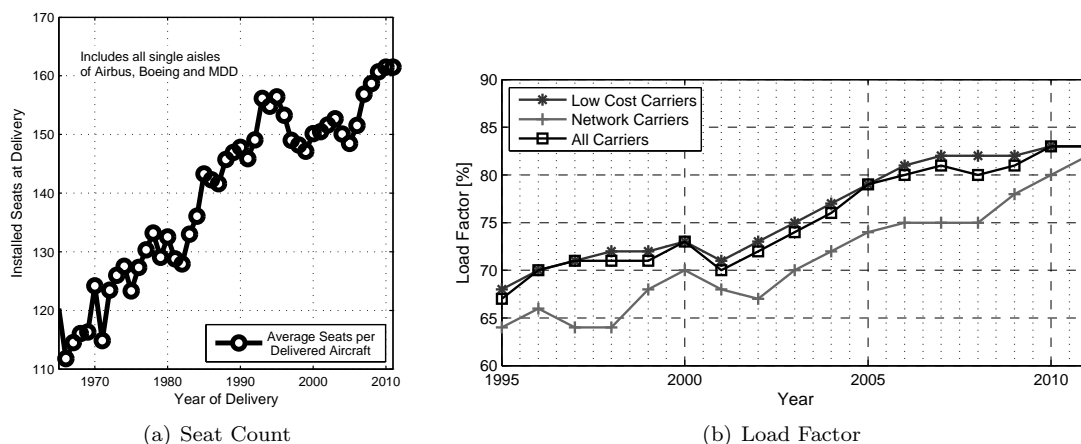 170
160
150
140
130
120
110
Installed Seats at Delivery
Includes all single aisles
of Airbus, Boeing and MDD
Average Seats per
Delivered Aircraft
1970
1980
1990
2000
2010
Year of Delivery
(a) Seat Count
90
85
80
75
70
65
60
Load Factor [%]
Low Cost Carriers
Network Carriers
All Carriers
1995
2000
2005
2010
Year
(b) Load Factor